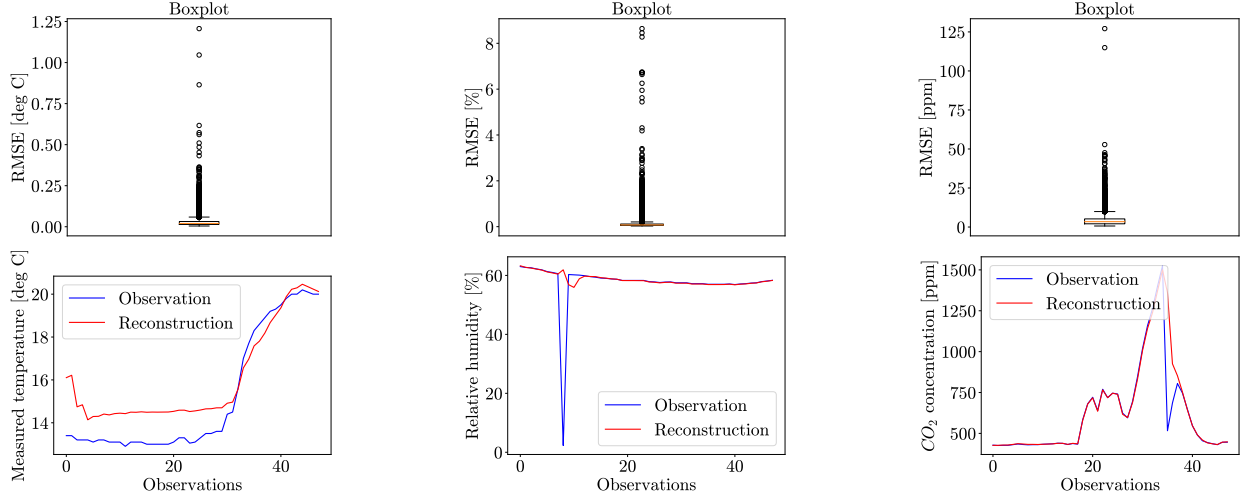 Boxplot
RMSE [deg C]
1.25
1.00
0.75
0.50
0.25
0.00
Boxplot
RMSE [%]
8
6
4
2
0
Boxplot
RMSE [ppm]
125
100
75
50
25
0
Measured temperature [deg C]
20
18
16
14
Observation
Reconstruction
0
20
40
Observations
Relative humidity [%]
60
40
20
0
Observation
Reconstruction
0
20
40
Observations
CO2 concentration [ppm]
1500
1250
1000
750
500
Observation
Reconstruction
0
20
40
Observations